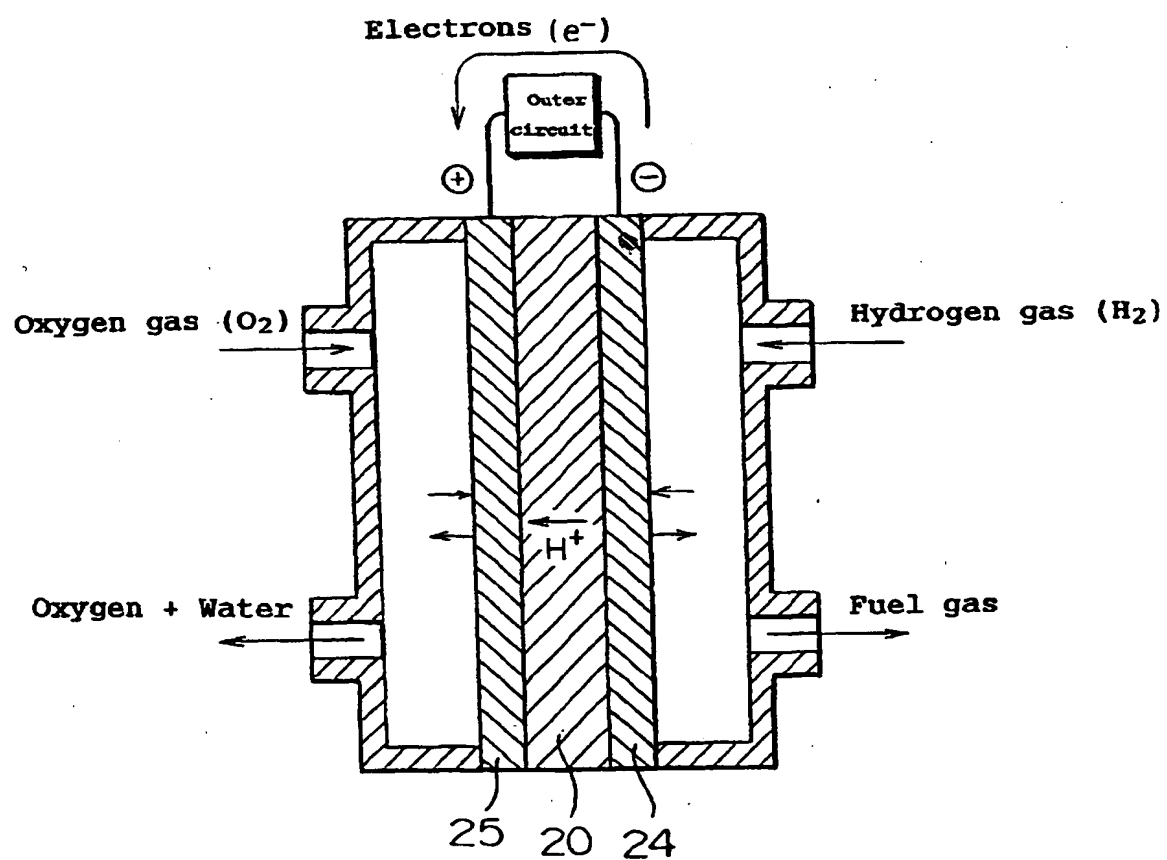 Electrons (e⁻)
Outer
circuit
⊕
⊖
Oxygen gas (O₂)
Hydrogen gas (H₂)
H⁺
Oxygen + Water
Fuel gas
25
20
24